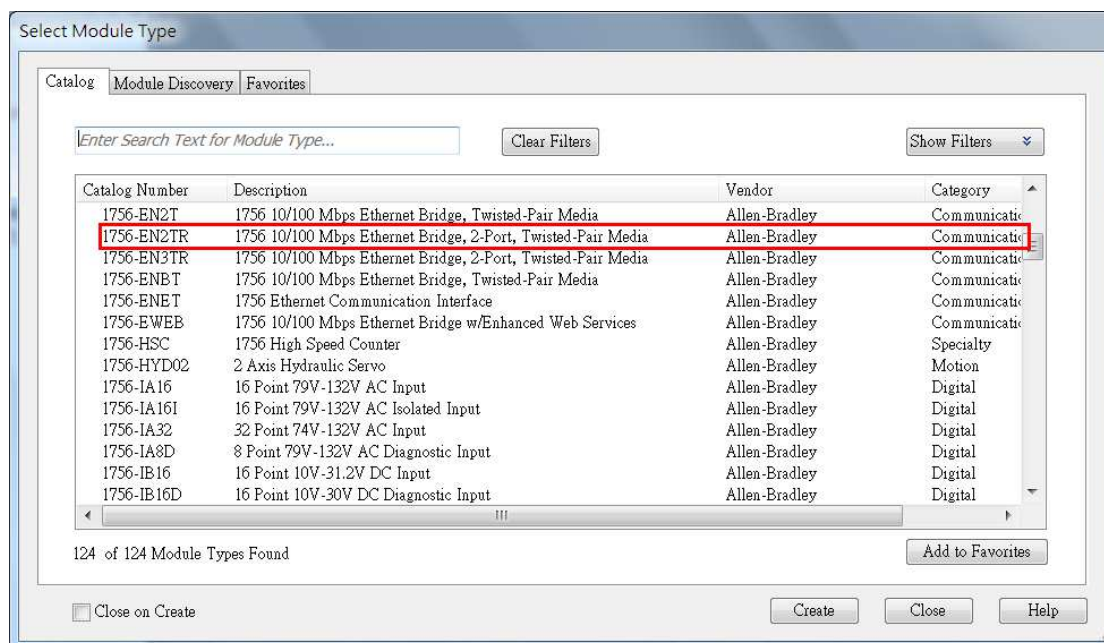 Select Module Type
Catalog Module Discovery Favorites
Enter Search Text for Module Type... Clear Filters Show Filters
Catalog Number Description Vendor Category
1756-EN2T 1756 10/100 Mbps Ethernet Bridge, Twisted-Pair Media Allen-Bradley Communicatio
1756-EN2TR 1756 10/100 Mbps Ethernet Bridge, 2-Port, Twisted-Pair Media Allen-Bradley Communicatio
1756-EN3TR 1756 10/100 Mbps Ethernet Bridge, 2-Port, Twisted-Pair Media Allen-Bradley Communicatio
1756-ENBT 1756 10/100 Mbps Ethernet Bridge, Twisted-Pair Media Allen-Bradley Communicatio
1756-ENET 1756 Ethernet Communication Interface Allen-Bradley Communicatio
1756-EWEB 1756 10/100 Mbps Ethernet Bridge w/Enhanced Web Services Allen-Bradley Communicatio
1756-HSC 1756 High Speed Counter Allen-Bradley Specialty
1756-HYD02 2 Axis Hydraulic Servo Allen-Bradley Motion
1756-IA16 16 Point 79V-132V AC Input Allen-Bradley Digital
1756-IA16I 16 Point 79V-132V AC Isolated Input Allen-Bradley Digital
1756-IA32 32 Point 74V-132V AC Input Allen-Bradley Digital
1756-IA8D 8 Point 79V-132V AC Diagnostic Input Allen-Bradley Digital
1756-IB16 16 Point 10V-31.2V DC Input Allen-Bradley Digital
1756-IB16D 16 Point 10V-30V DC Diagnostic Input Allen-Bradley Digital
124 of 124 Module Types Found Add to Favorites
Close on Create Create Close Help